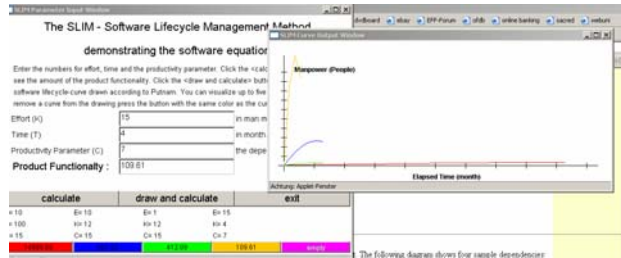 SLIM Parameter Input Window
The SLIM - Software Lifecycle Management Method
demonstrating the software equation
Enter the numbers for effort, time and the productivity parameter. Click the <calc
see the amount of the product functionality. Click the <draw and calculate> butt
software lifecycle-curve drawn according to Putnam. You can visualize up to five
remove a curve from the drawing press the button with the same color as the cur
Effort (K)
15
in man m
Time (T)
4
in month.
Productivity Parameter (C)
7
the depe
Product Functionality :
109.61
calculate
draw and calculate
exit
E= 10
E= 1
E= 15
= 100
K= 12
K= 12
K= 4
= 15
C= 15
C= 15
C= 7
412.09
109.61
empty
SLIM Curve Output Window
Manpower (People)
Elapsed Time (month)
Achtung: Applet-Fenster
dvdboard
ebay
EPP-Forum
ofdb
online banking
sacred
The following diagram shows four sample dependencies